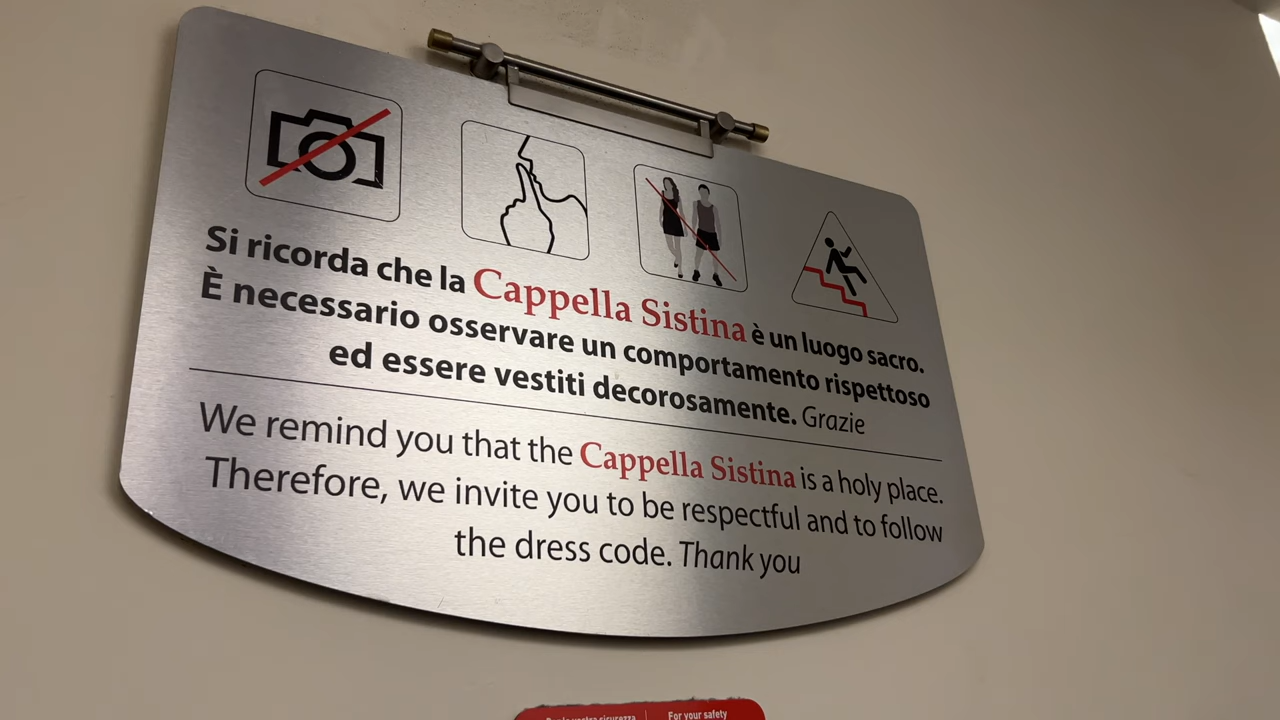 Si ricorda che la Cappella Sistina è un luogo sacro.
È necessario osservare un comportamento rispettoso
ed essere vestiti decorosamente. Grazie
We remind you that the Cappella Sistina is a holy place.
Therefore, we invite you to be respectful and to follow
the dress code. Thank you
vostra sicurezza
For your safety